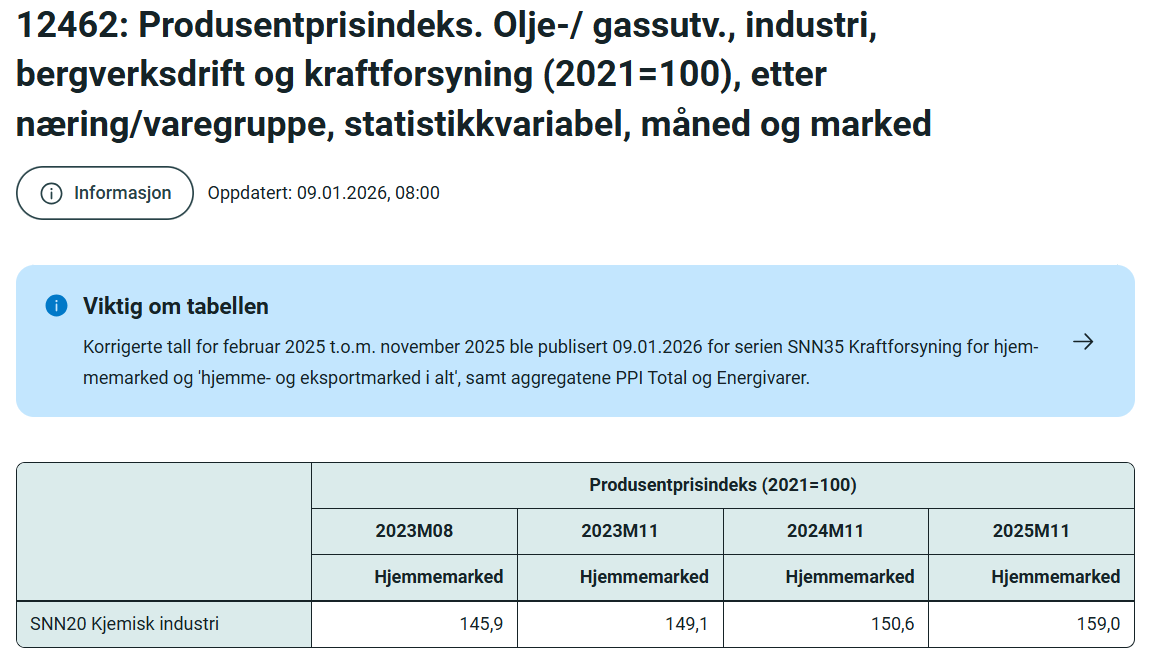 12462: Produsentprisindeks. Olje-/ gassutv., industri,
bergverksdrift og kraftforsyning (2021=100), etter
næring/varegruppe, statistikkvariabel, måned og marked
Informasjon Oppdatert: 09.01.2026, 08:00
Viktig om tabellen
Korrigerte tall for februar 2025 t.o.m. november 2025 ble publisert 09.01.2026 for serien SNN35 Kraftforsyning for hjem-
memarked og 'hjemme- og eksportmarked i alt', samt aggregatene PPI Total og Energivarer.
Produsentprisindeks (2021=100)
2023M08 2023M11 2024M11 2025M11
Hjemmemarked Hjemmemarked Hjemmemarked Hjemmemarked
SNN20 Kjemisk industri 145,9 149,1 150,6 159,0